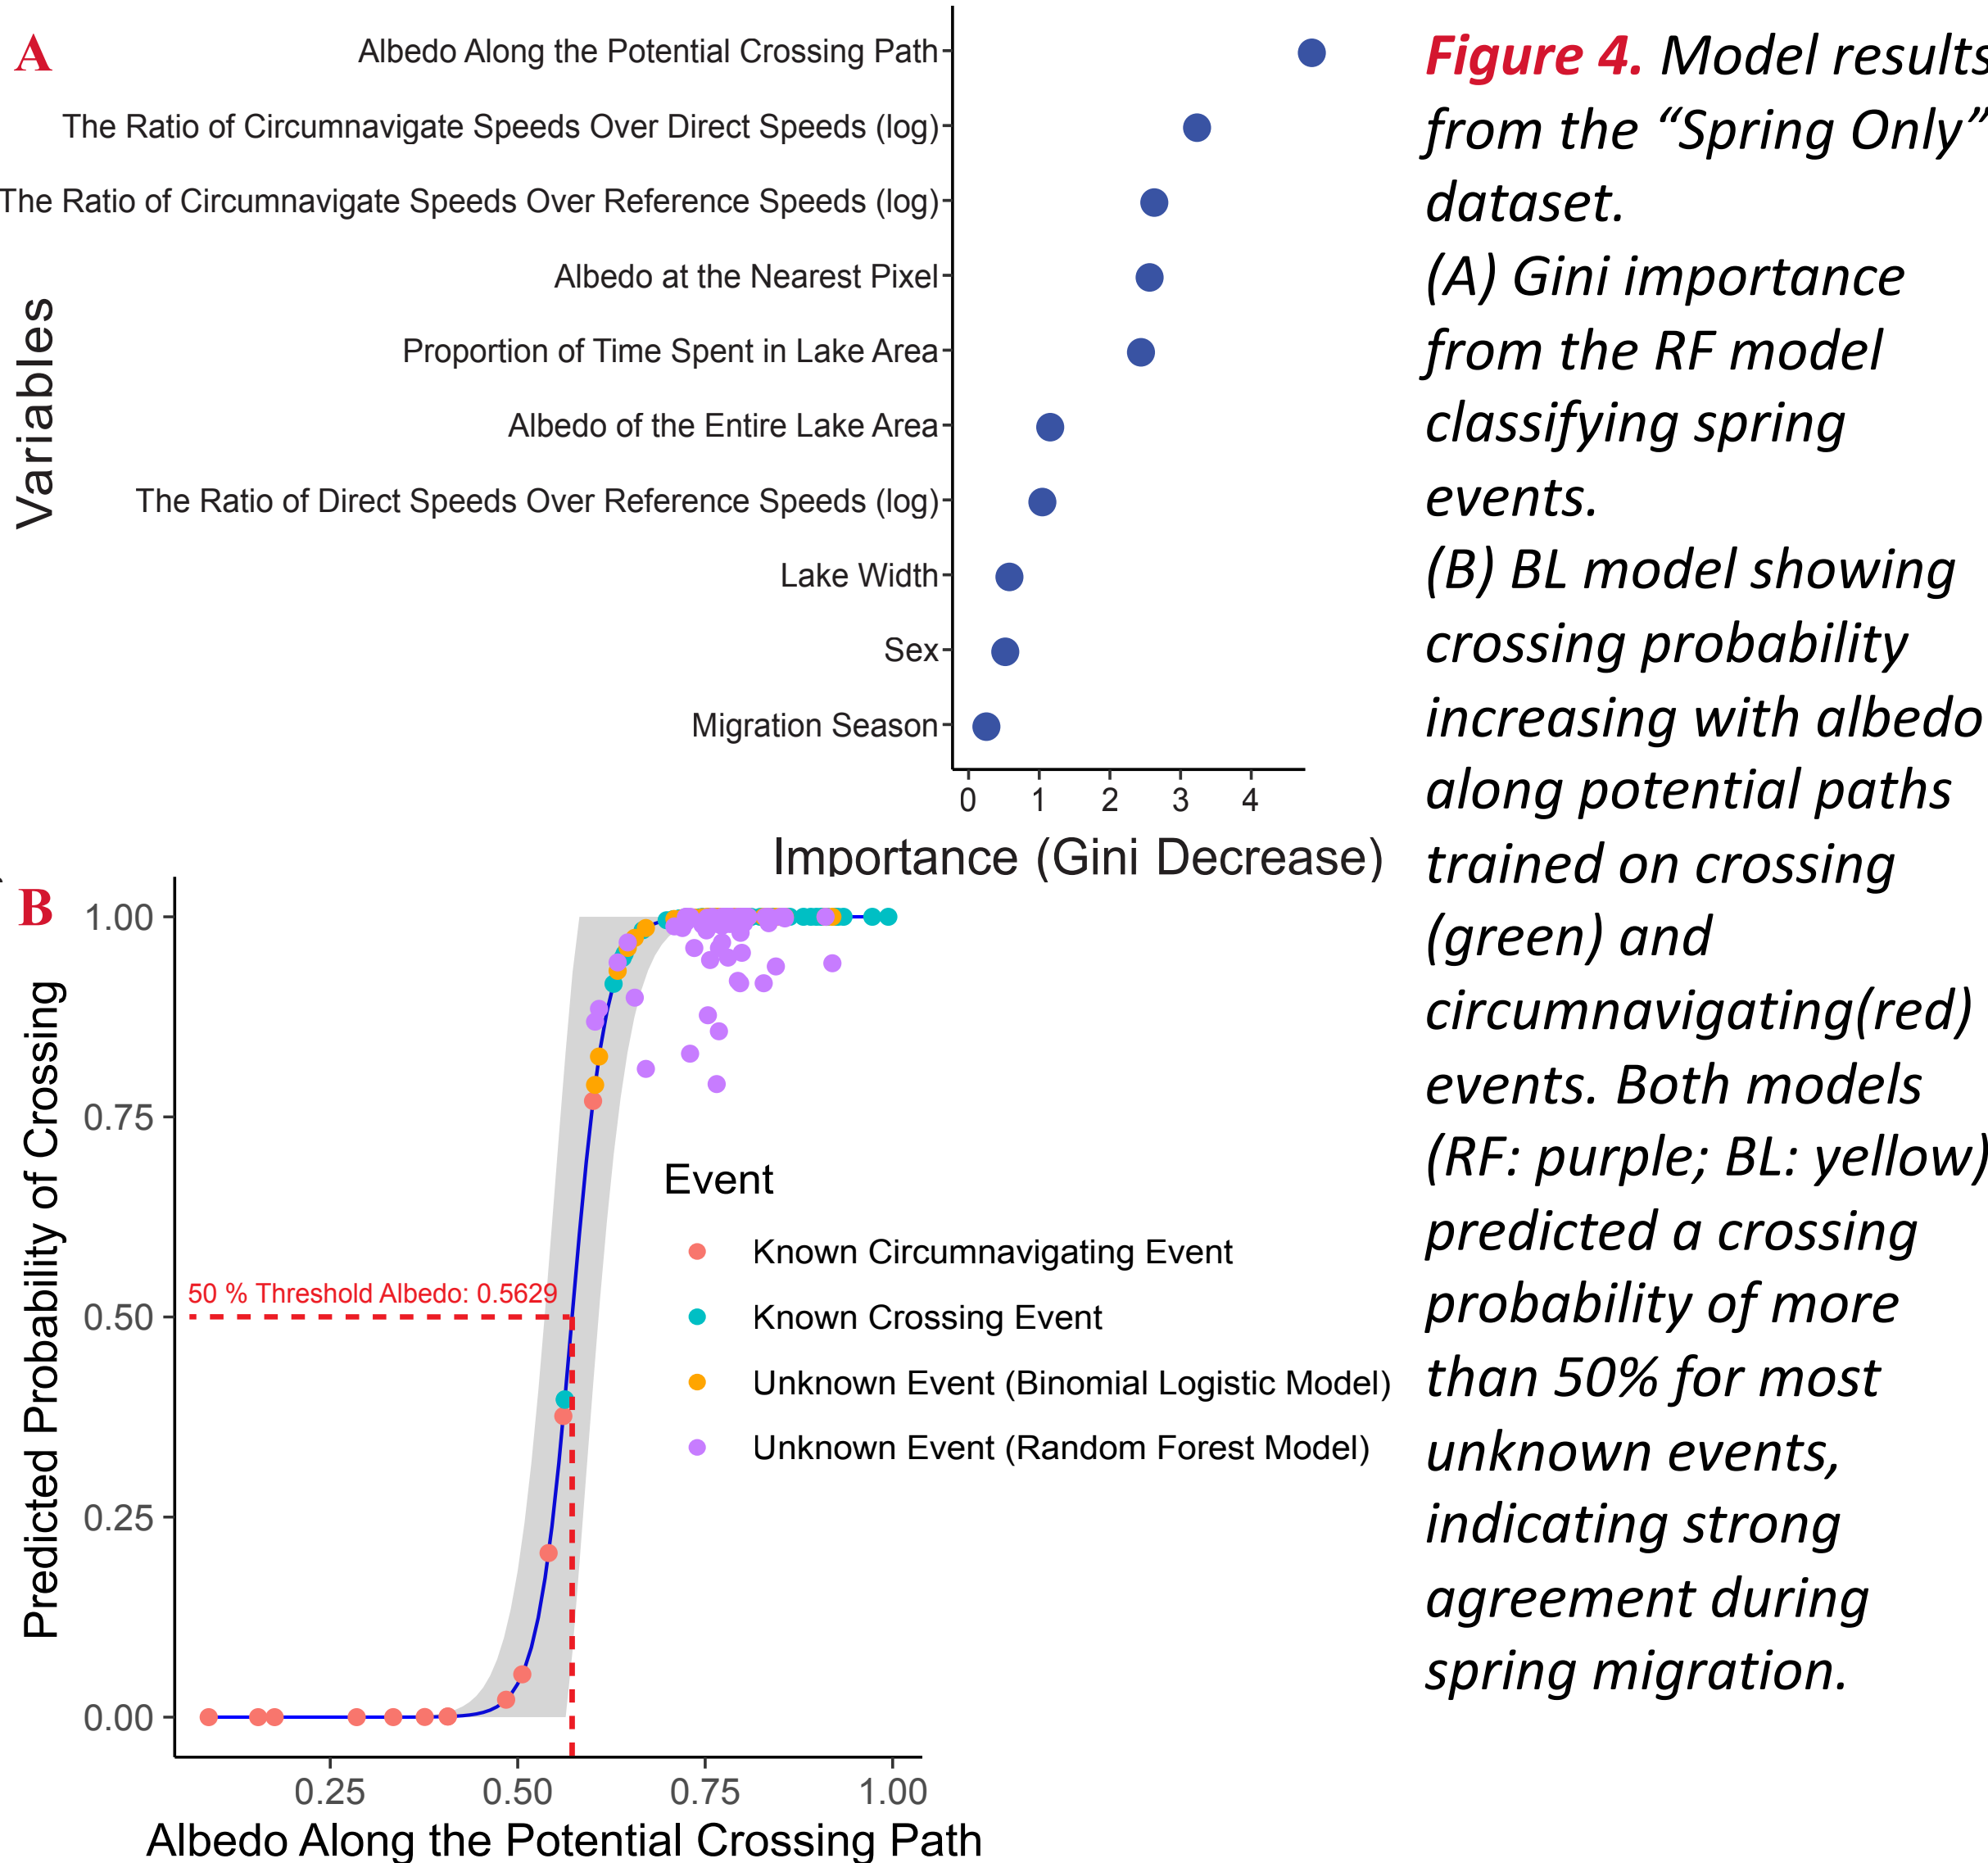 A
Albedo Along the Potential Crossing Path
The Ratio of Circumnavigate Speeds Over Direct Speeds (log)
The Ratio of Circumnavigate Speeds Over Reference Speeds (log)
Albedo at the Nearest Pixel
Proportion of Time Spent in Lake Area
Albedo of the Entire Lake Area
The Ratio of Direct Speeds Over Reference Speeds (log)
Lake Width
Sex
Migration Season
Variables
0 1 2 3 4
Importance (Gini Decrease)
B
1.00
0.75
0.50
0.25
0.00
Predicted Probability of Crossing
50 % Threshold Albedo: 0.5629
Event
Known Circumnavigating Event
Known Crossing Event
Unknown Event (Binomial Logistic Model)
Unknown Event (Random Forest Model)
0.25 0.50 0.75 1.00
Albedo Along the Potential Crossing Path
Figure 4. Model results
from the “Spring Only”
dataset.
(A) Gini importance
from the RF model
classifying spring
events.
(B) BL model showing
crossing probability
increasing with albedo
along potential paths
trained on crossing
(green) and
circumnavigating(red)
events. Both models
(RF: purple; BL: yellow)
predicted a crossing
probability of more
than 50% for most
unknown events,
indicating strong
agreement during
spring migration.